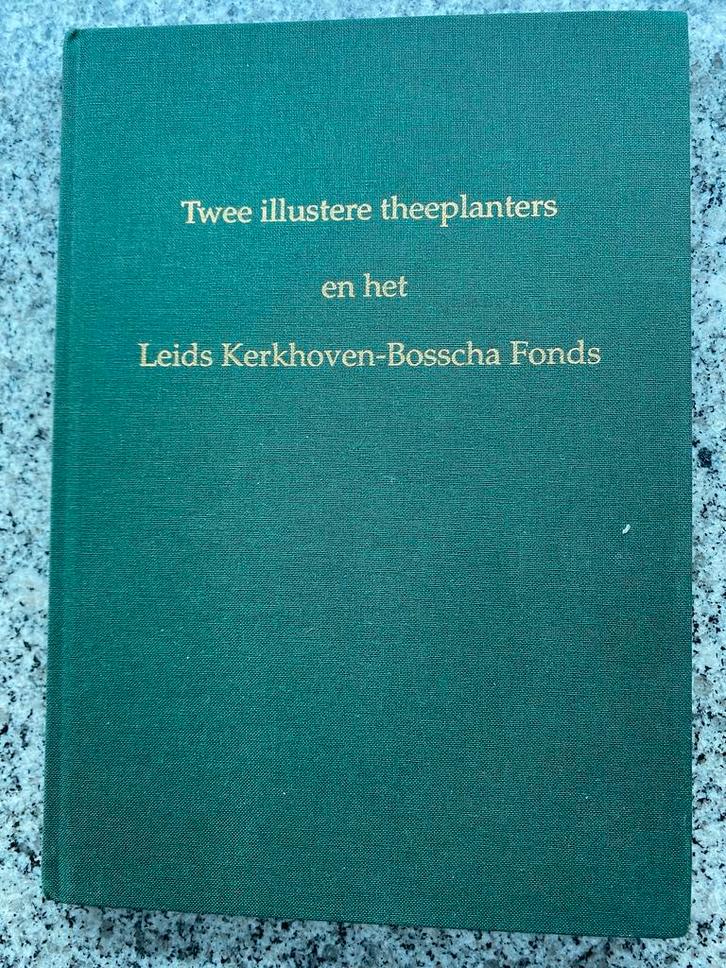 Twee illustere theeplanters
en het
Leids Kerkhoven-Bosscha Fonds